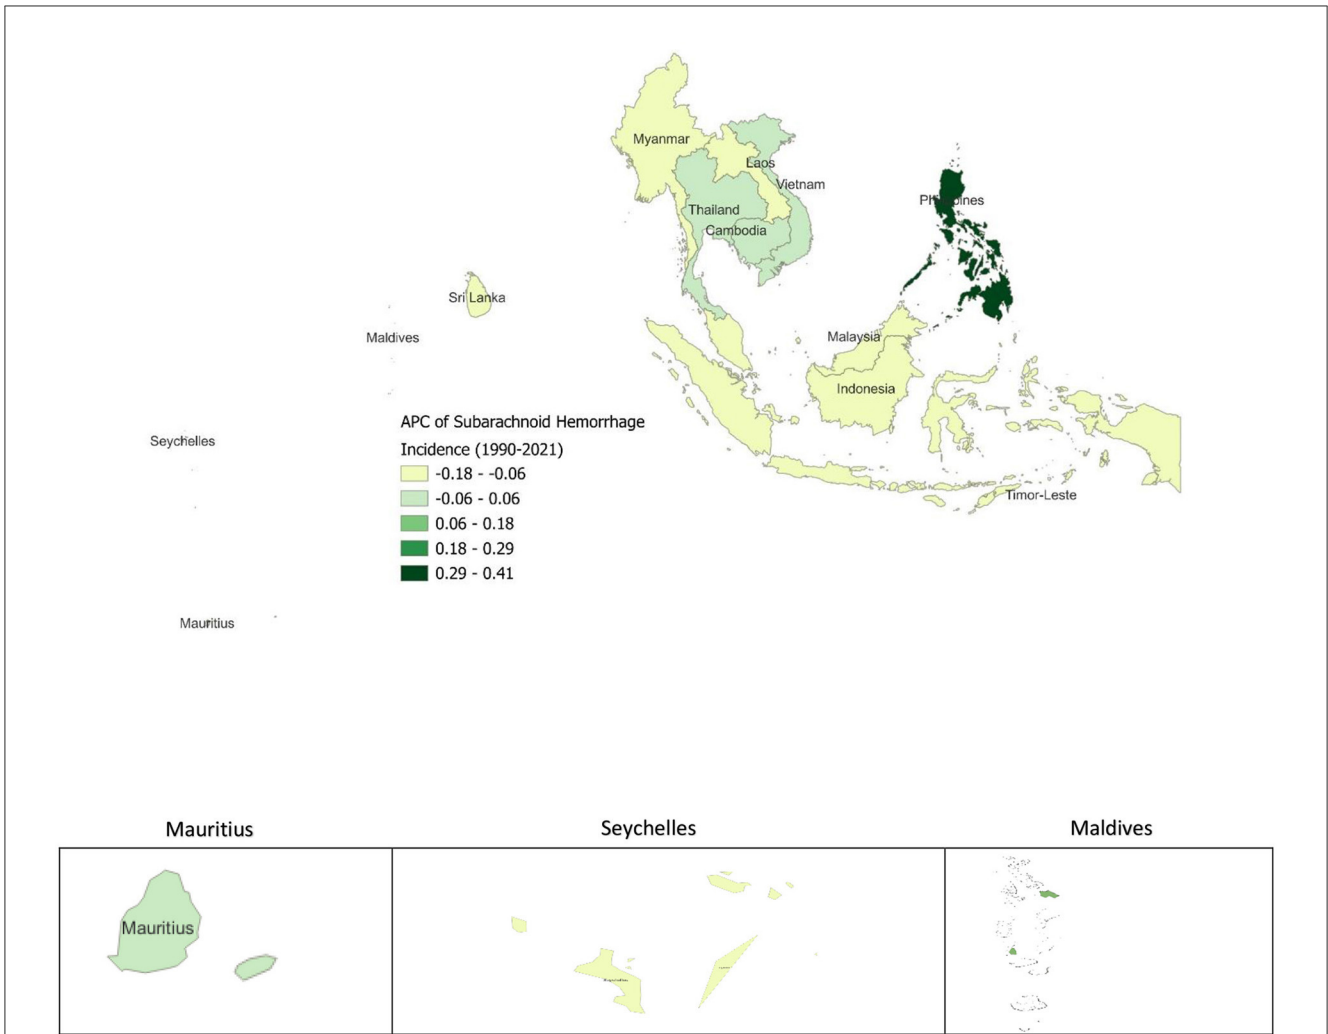 Myanmar
Laos
Vietnam
Philippines
Thailand
Cambodia
Sri Lanka
Maldives
Malaysia
Indonesia
APC of Subarachnoid Hemorrhage
Incidence (1990-2021)
-0.18 - -0.06
-0.06 - 0.06
0.06 - 0.18
0.18 - 0.29
0.29 - 0.41
Seychelles
Timor-Leste
Mauritius
Mauritius
Seychelles
Maldives
Mauritius